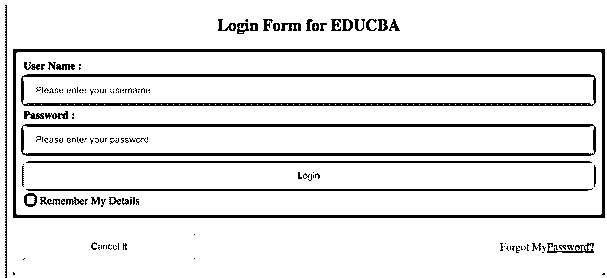 Login Form for EDUCBA
User Name :
Please enter your username
Password :
Please enter your password
Login
Remember My Details
Cancel It
Forgot MyPassword?